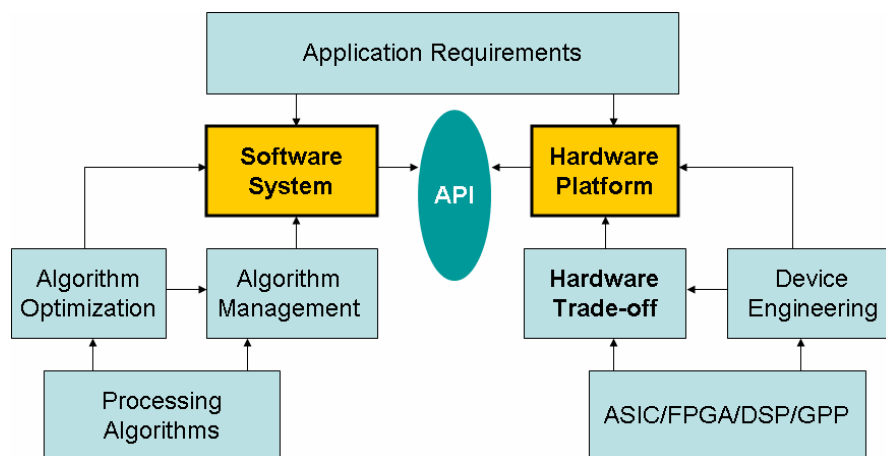 Application Requirements
Software
System
API
Hardware
Platform
Algorithm
Optimization
Algorithm
Management
Hardware
Trade-off
Device
Engineering
Processing
Algorithms
ASIC/FPGA/DSP/GPP